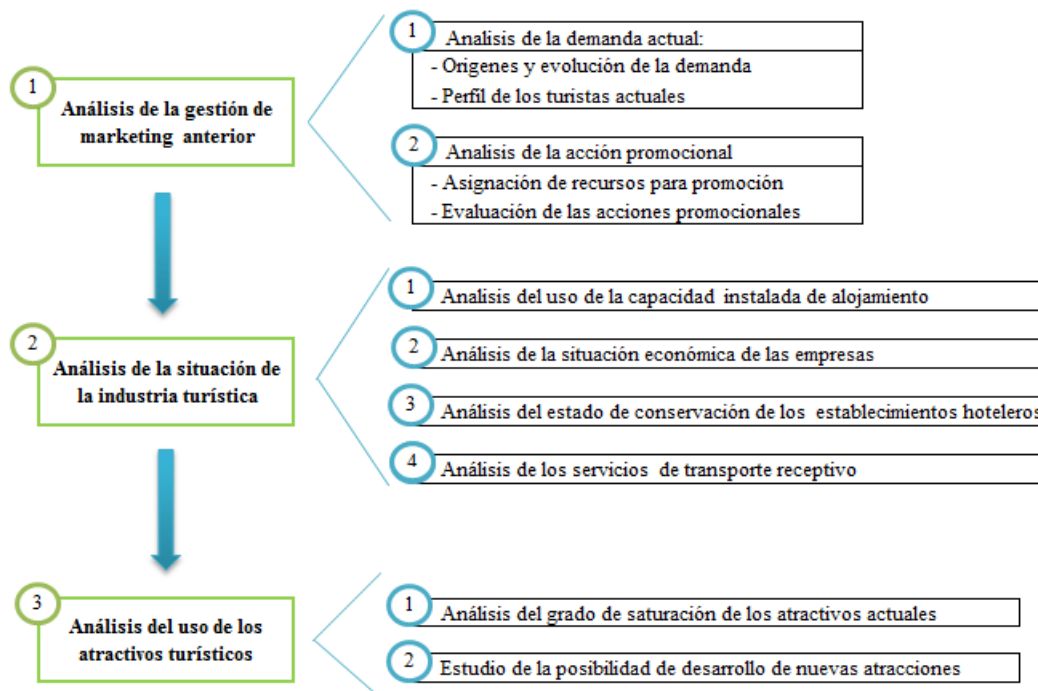 1
Análisis de la gestión de
marketing anterior
1
Analisis de la demanda actual:
- Origenes y evolución de la demanda
- Perfil de los turistas actuales
2
Analisis de la acción promocional
- Asignación de recursos para promoción
- Evaluación de las acciones promocionales
2
Análisis de la situación de
la industria turística
1
Analisis del uso de la capacidad instalada de alojamiento
2
Análisis de la situación económica de las empresas
3
Análisis del estado de conservación de los establecimientos hoteleros
4
Análisis de los servicios de transporte receptivo
3
Análisis del uso de los
atractivos turísticos
1
Análisis del grado de saturación de los atractivos actuales
2
Estudio de la posibilidad de desarrollo de nuevas atracciones